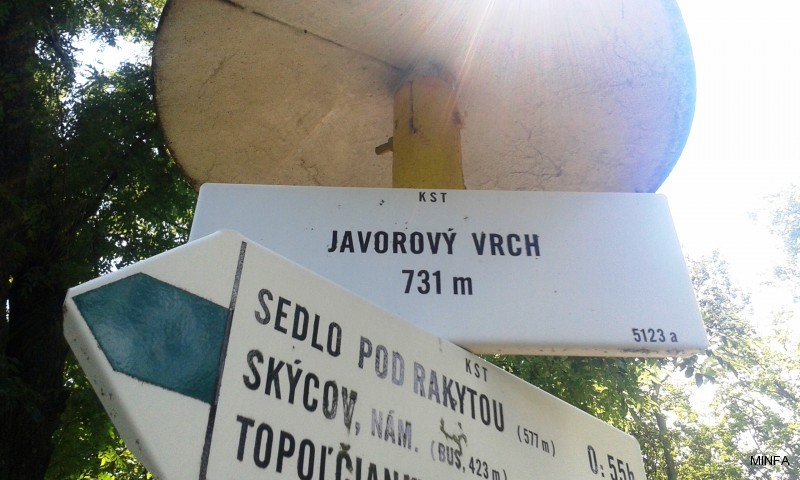 KST
JAVOROVÝ VRCH
731 m
5123 a
KST
SEDLO POD RAKYTOU (577 m) 0:55h
SKÝCOV, NÁM. (BUS, 423 m)
MINFA